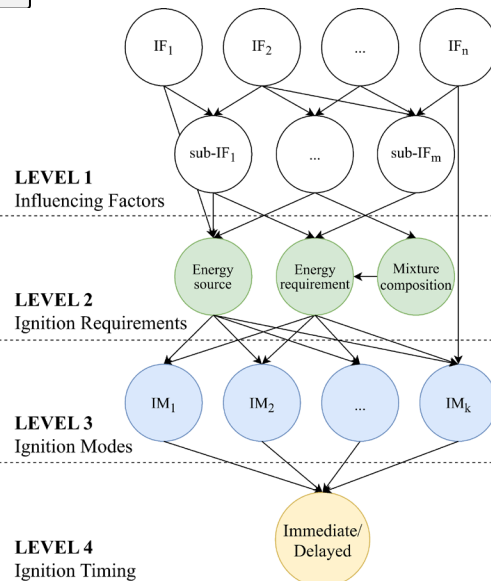 IF₁ IF₂ ... IFₙ
sub-IF₁ ... sub-IFₘ
LEVEL 1
Influencing Factors
Energy source
Energy requirement
Mixture composition
LEVEL 2
Ignition Requirements
IM₁ IM₂ ... IMₖ
LEVEL 3
Ignition Modes
Immediate/
Delayed
LEVEL 4
Ignition Timing